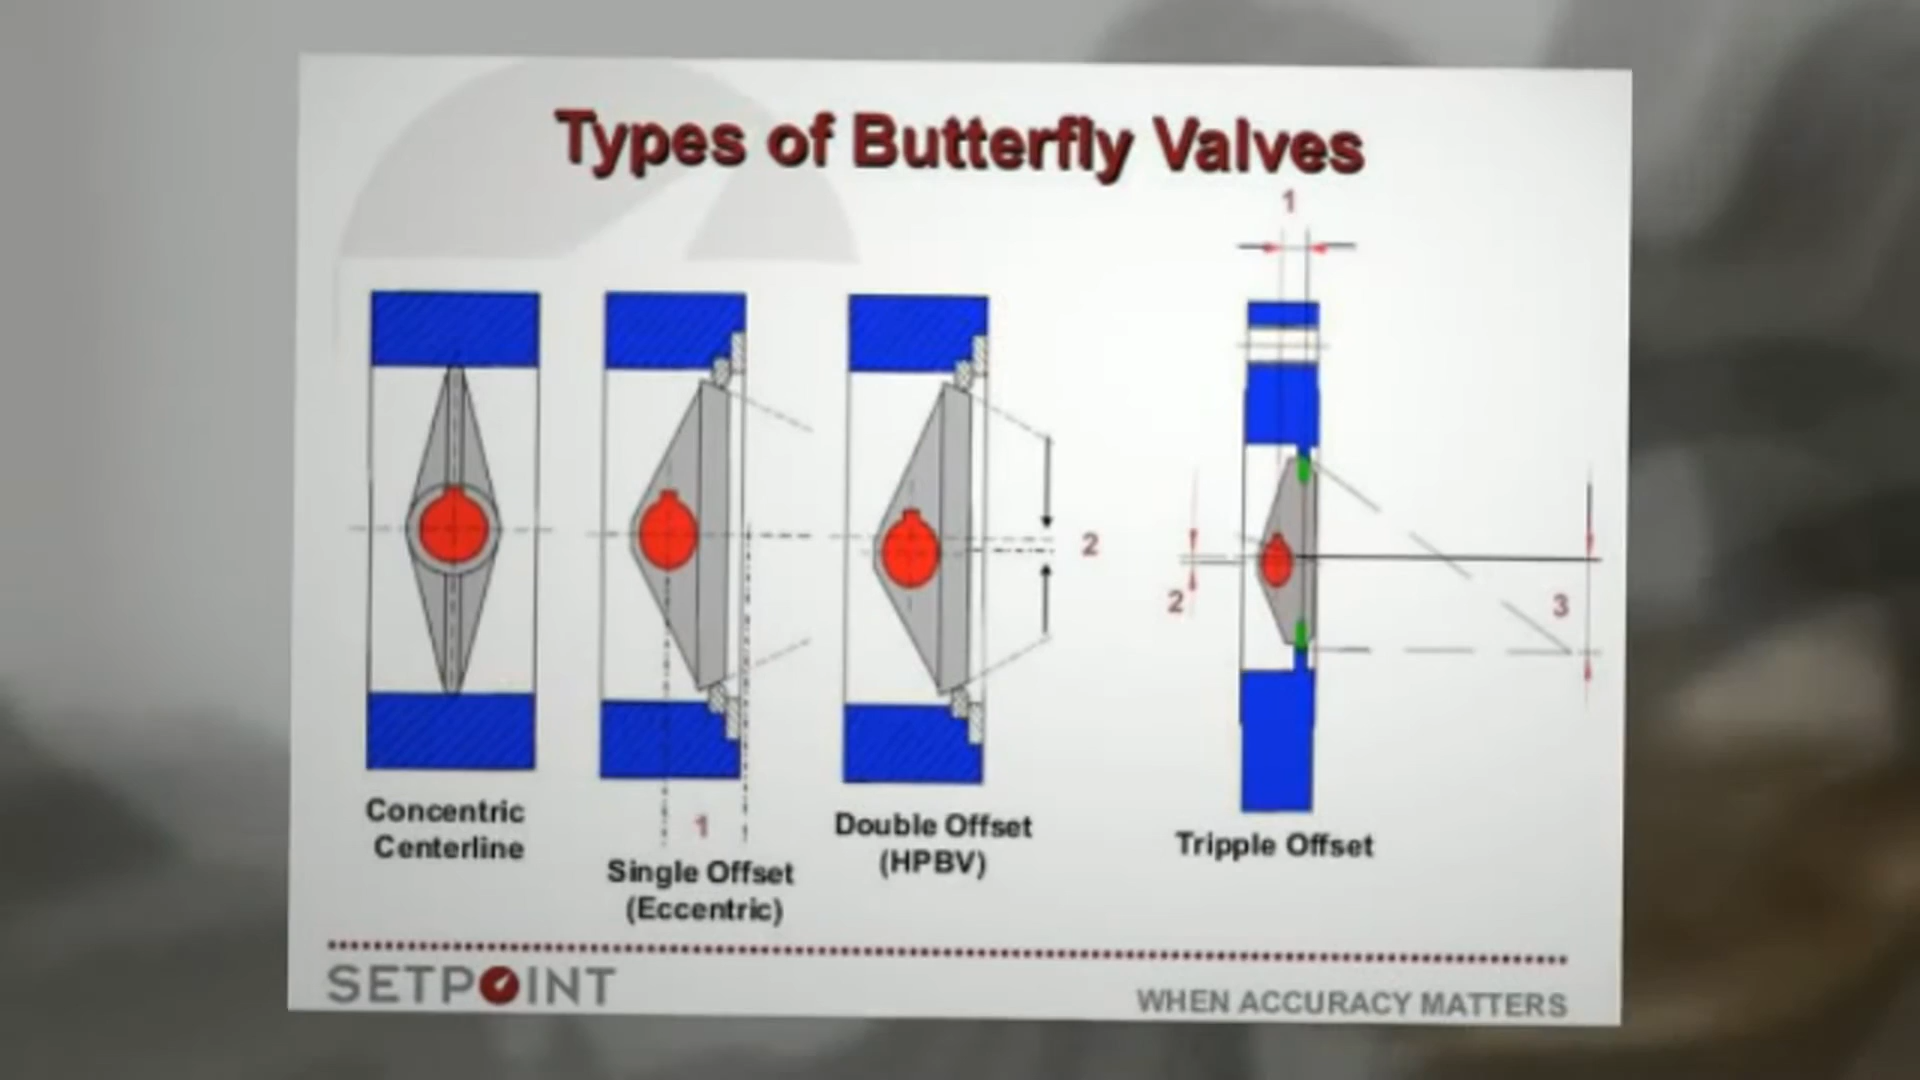 Types of Butterfly Valves
1
2
2
3
1
Concentric
Centerline
Single Offset
(Eccentric)
Double Offset
(HPBV)
Tripple Offset
SETPOINT
WHEN ACCURACY MATTERS